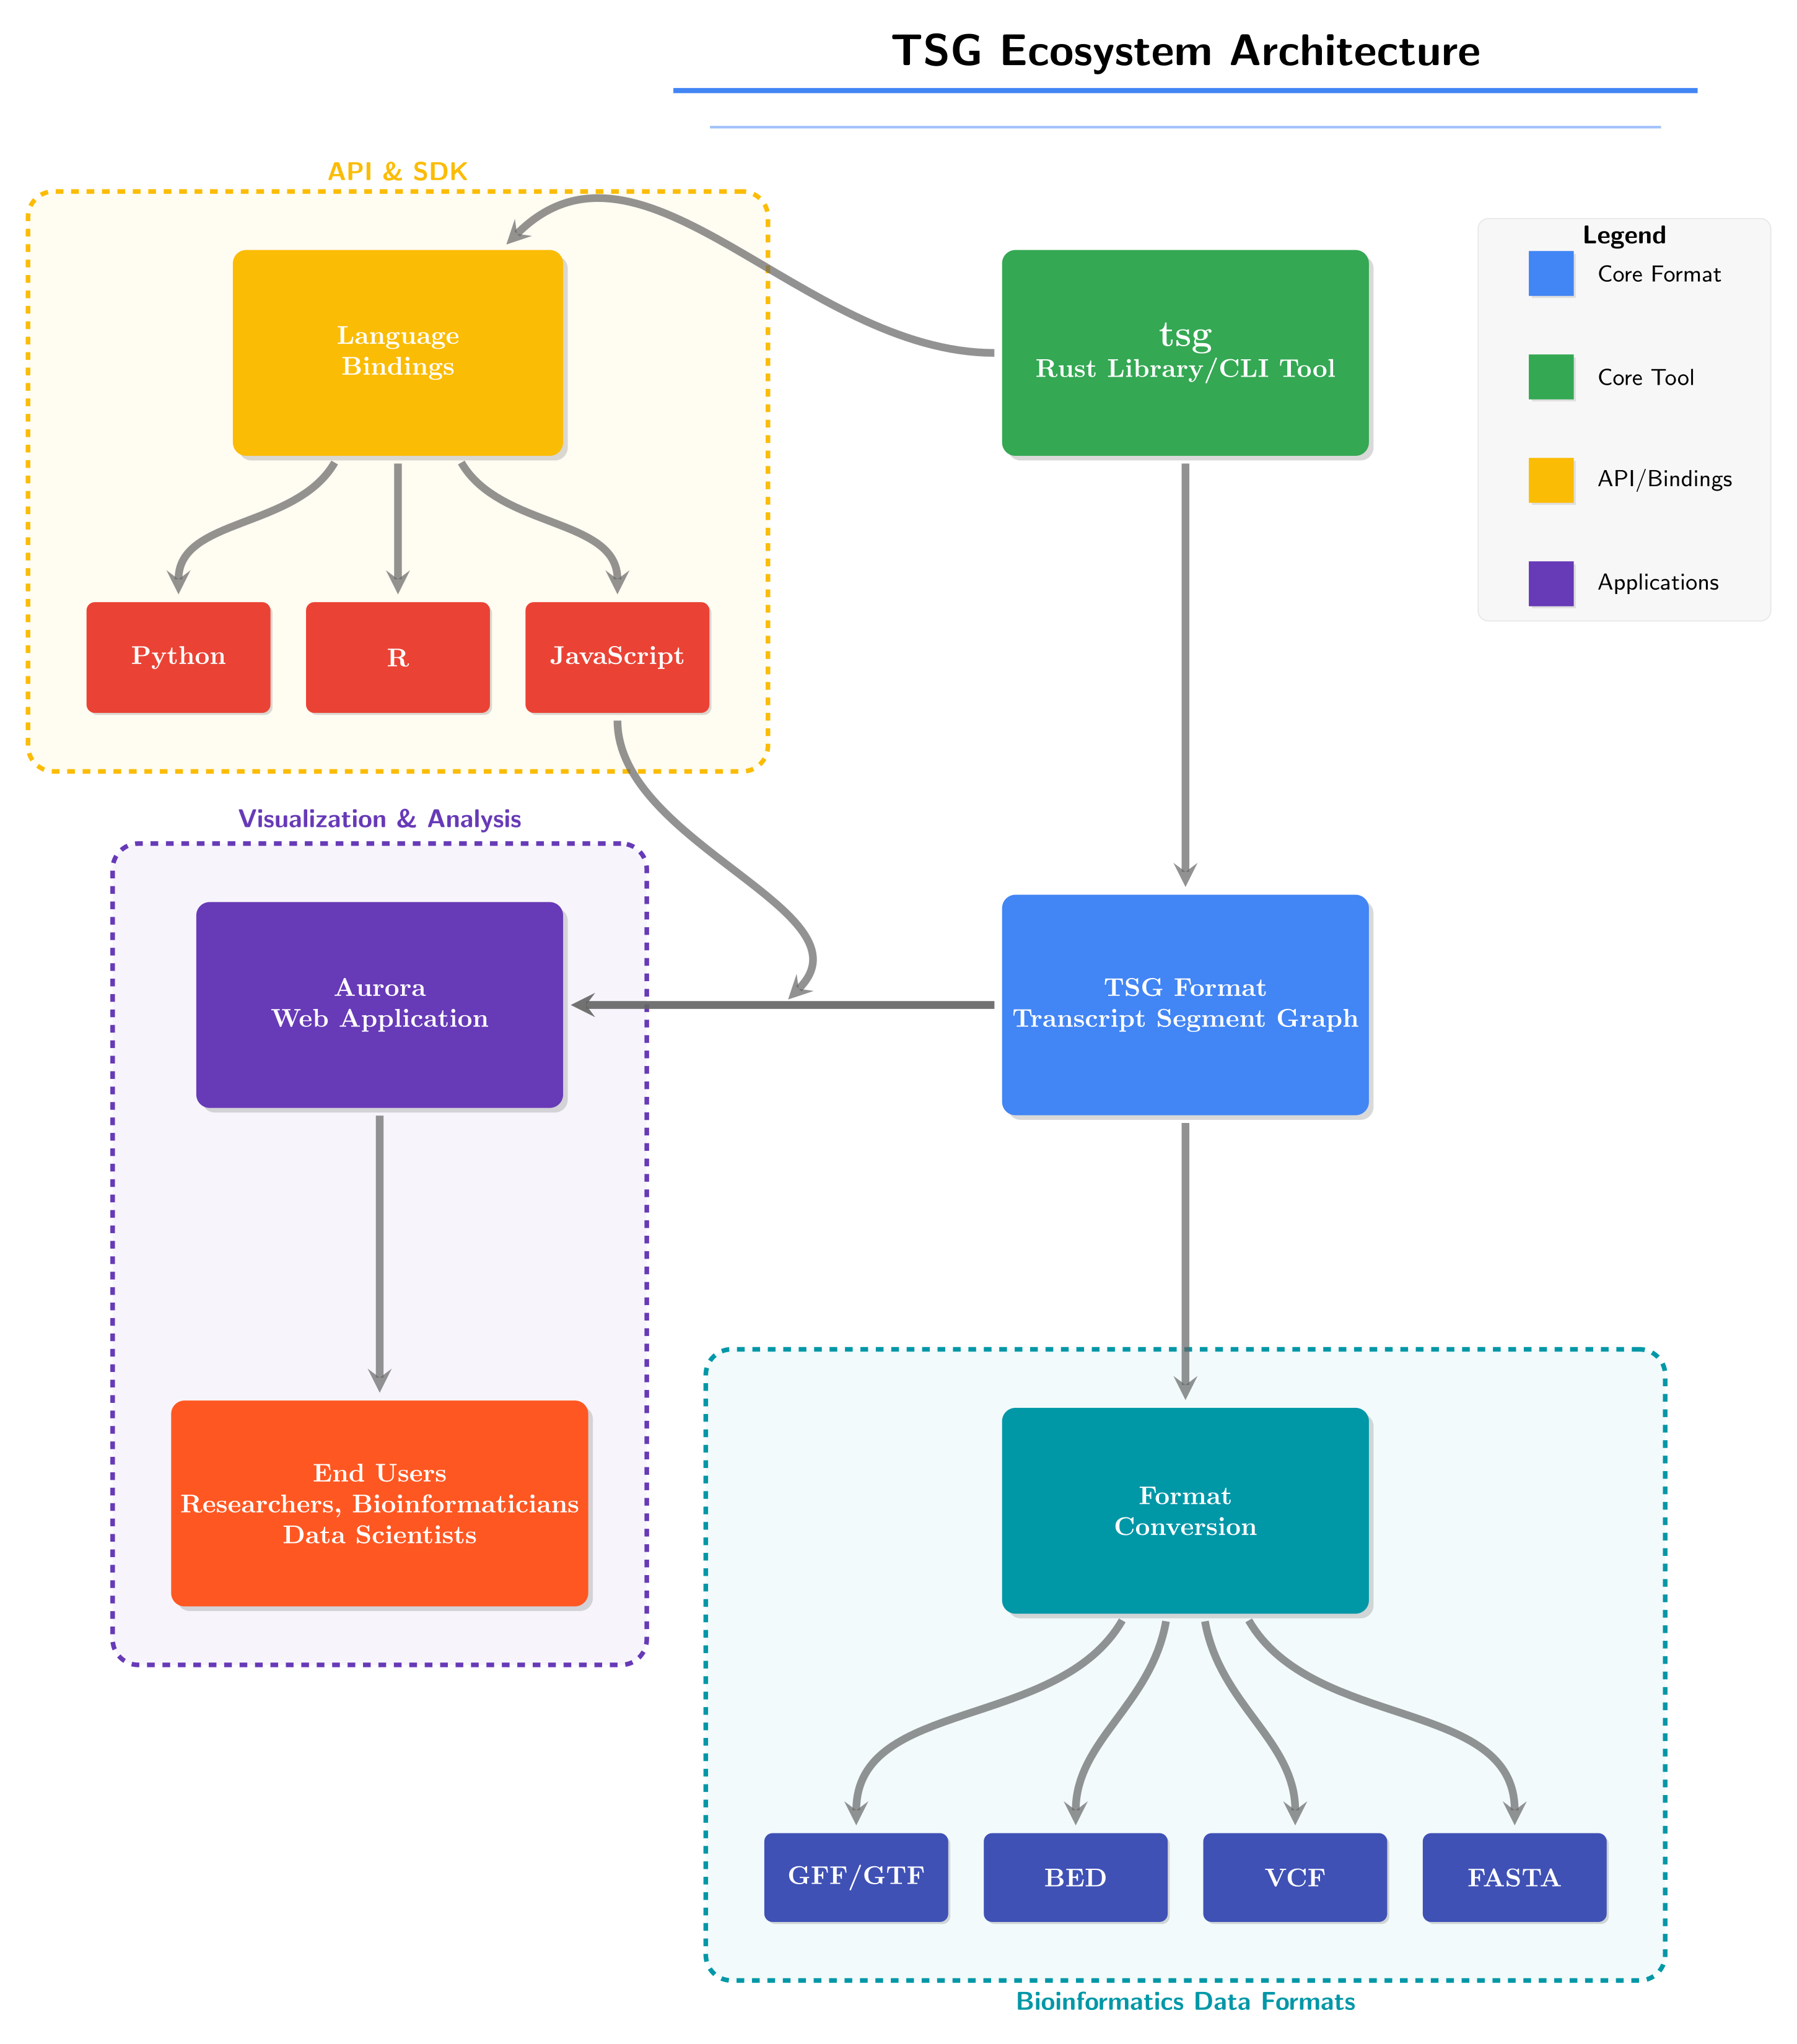 TSG Ecosystem Architecture
API & SDK
Language
Bindings
tsg
Rust Library/CLI Tool
Legend
Core Format
Core Tool
API/Bindings
Applications
Python
R
JavaScript
Visualization & Analysis
Aurora
Web Application
TSG Format
Transcript Segment Graph
End Users
Researchers, Bioinformaticians
Data Scientists
Format
Conversion
GFF/GTF
BED
VCF
FASTA
Bioinformatics Data Formats